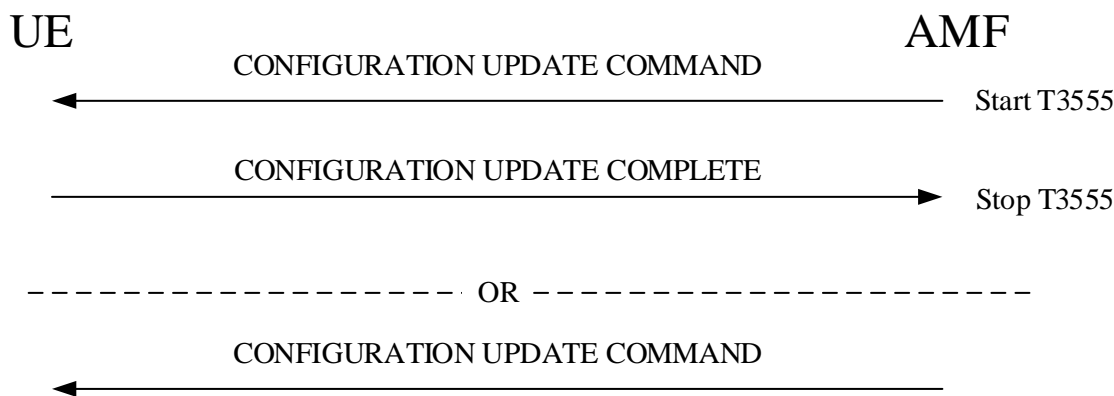 UE AMF
CONFIGURATION UPDATE COMMAND
Start T3555
CONFIGURATION UPDATE COMPLETE
Stop T3555
OR
CONFIGURATION UPDATE COMMAND